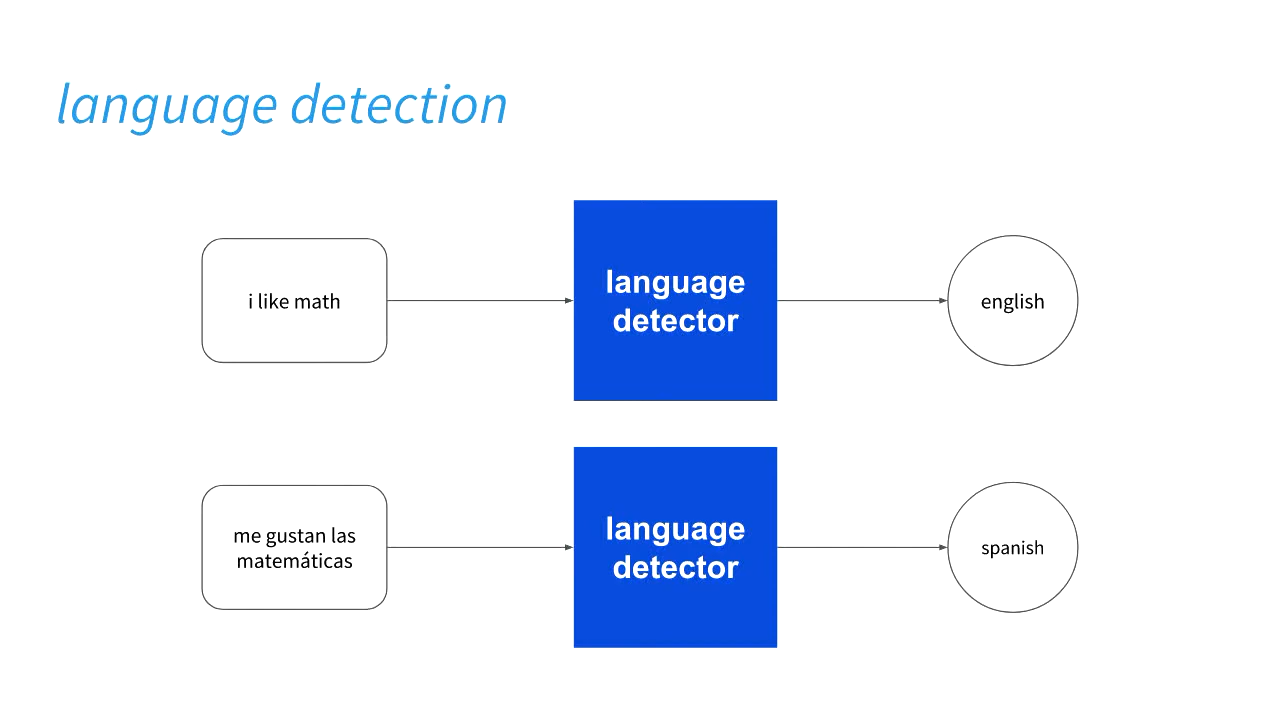 language detection
i like math
language
detector
english
me gustan las
matemáticas
language
detector
spanish